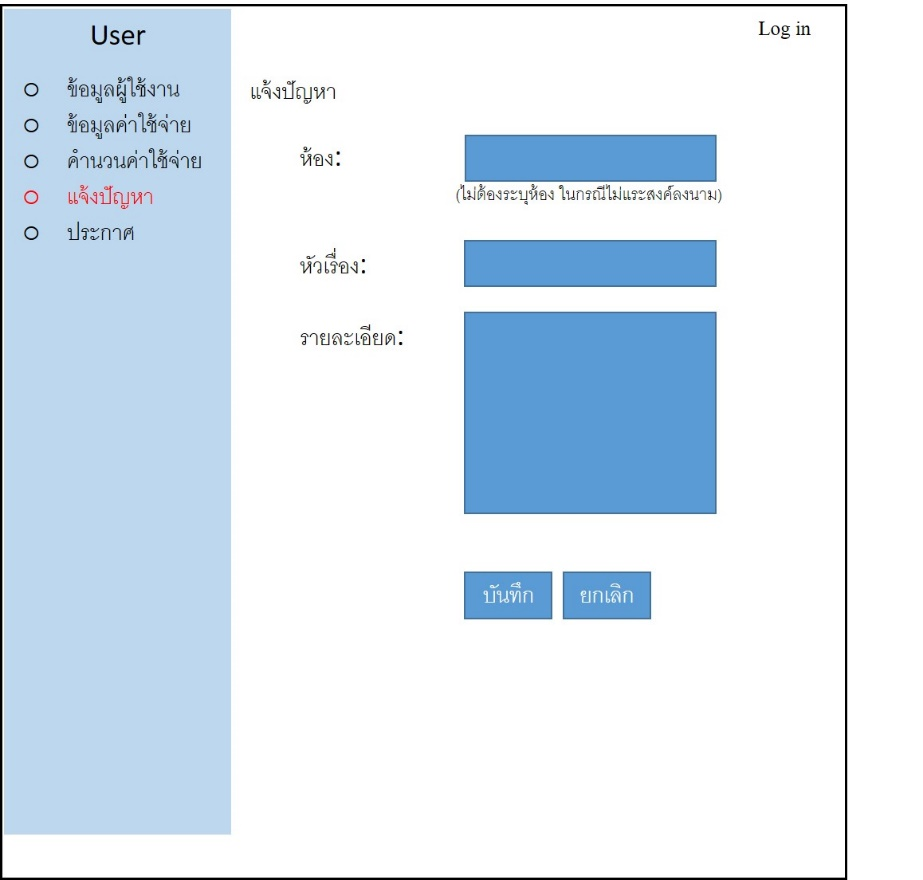 User
ข้อมูลผู้ใช้งาน
ข้อมูลค่าใช้จ่าย
คำนวนค่าใช้จ่าย
แจ้งปัญหา
ประกาศ
Log in
แจ้งปัญหา
ห้อง:
(ไม่ต้องระบุห้อง ในกรณีไม่แระสงค์ลงนาม)
หัวเรื่อง:
รายละเอียด:
บันทึก ยกเลิก